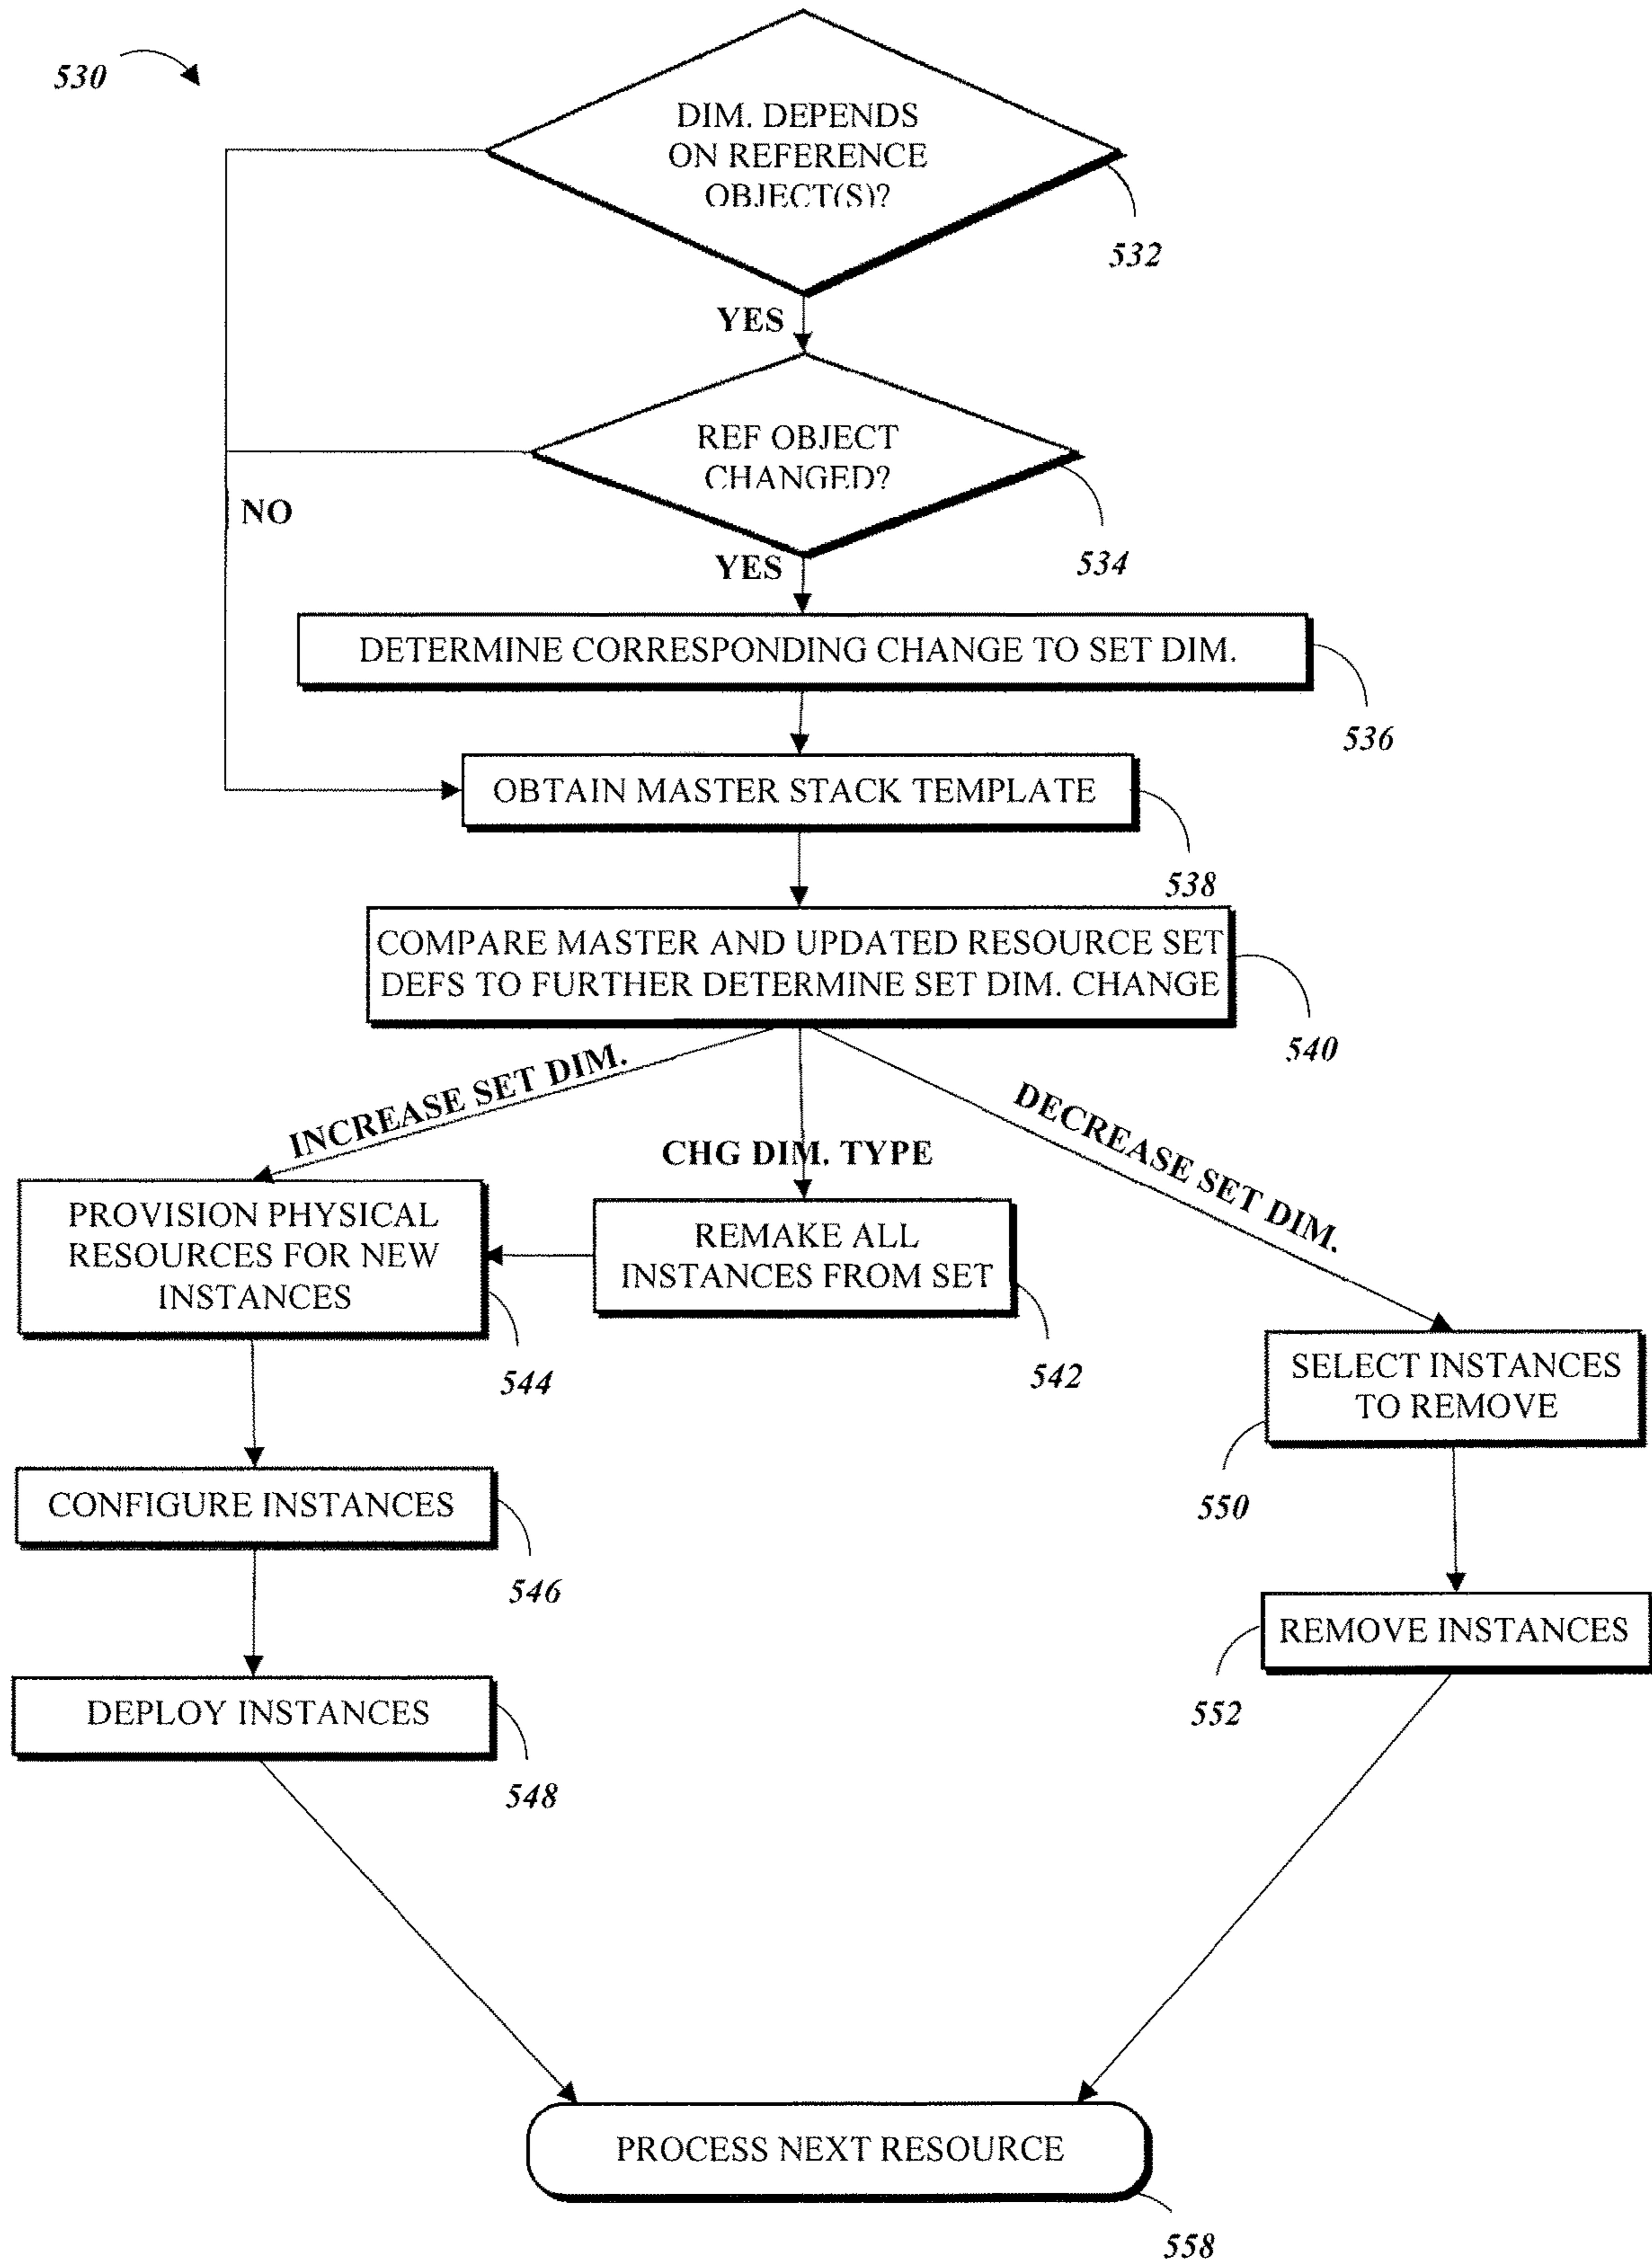 530
DIM. DEPENDS
ON REFERENCE
OBJECT(S)?
532
YES
REF OBJECT
CHANGED?
NO
534
YES
DETERMINE CORRESPONDING CHANGE TO SET DIM.
536
OBTAIN MASTER STACK TEMPLATE
538
COMPARE MASTER AND UPDATED RESOURCE SET
DEFS TO FURTHER DETERMINE SET DIM. CHANGE
540
INCREASE SET DIM.
CHG DIM. TYPE
DECREASE SET DIM.
PROVISION PHYSICAL
RESOURCES FOR NEW
INSTANCES
544
REMAKE ALL
INSTANCES FROM SET
542
SELECT INSTANCES
TO REMOVE
550
CONFIGURE INSTANCES
546
REMOVE INSTANCES
552
DEPLOY INSTANCES
548
PROCESS NEXT RESOURCE
558